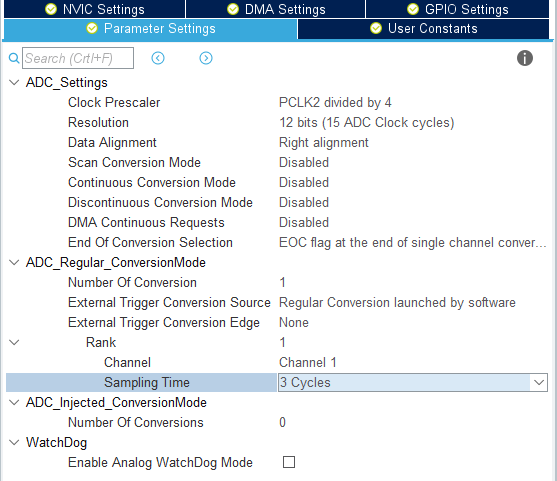 NVIC Settings DMA Settings GPIO Settings
Parameter Settings User Constants
Search (Crtl+F) i
ADC_Settings
Clock Prescaler PCLK2 divided by 4
Resolution 12 bits (15 ADC Clock cycles)
Data Alignment Right alignment
Scan Conversion Mode Disabled
Continuous Conversion Mode Disabled
Discontinuous Conversion Mode Disabled
DMA Continuous Requests Disabled
End Of Conversion Selection EOC flag at the end of single channel conver...
ADC_Regular_ConversionMode
Number Of Conversion 1
External Trigger Conversion Source Regular Conversion launched by software
External Trigger Conversion Edge None
Rank 1
Channel Channel 1
Sampling Time 3 Cycles
ADC_Injected_ConversionMode
Number Of Conversions 0
WatchDog
Enable Analog WatchDog Mode